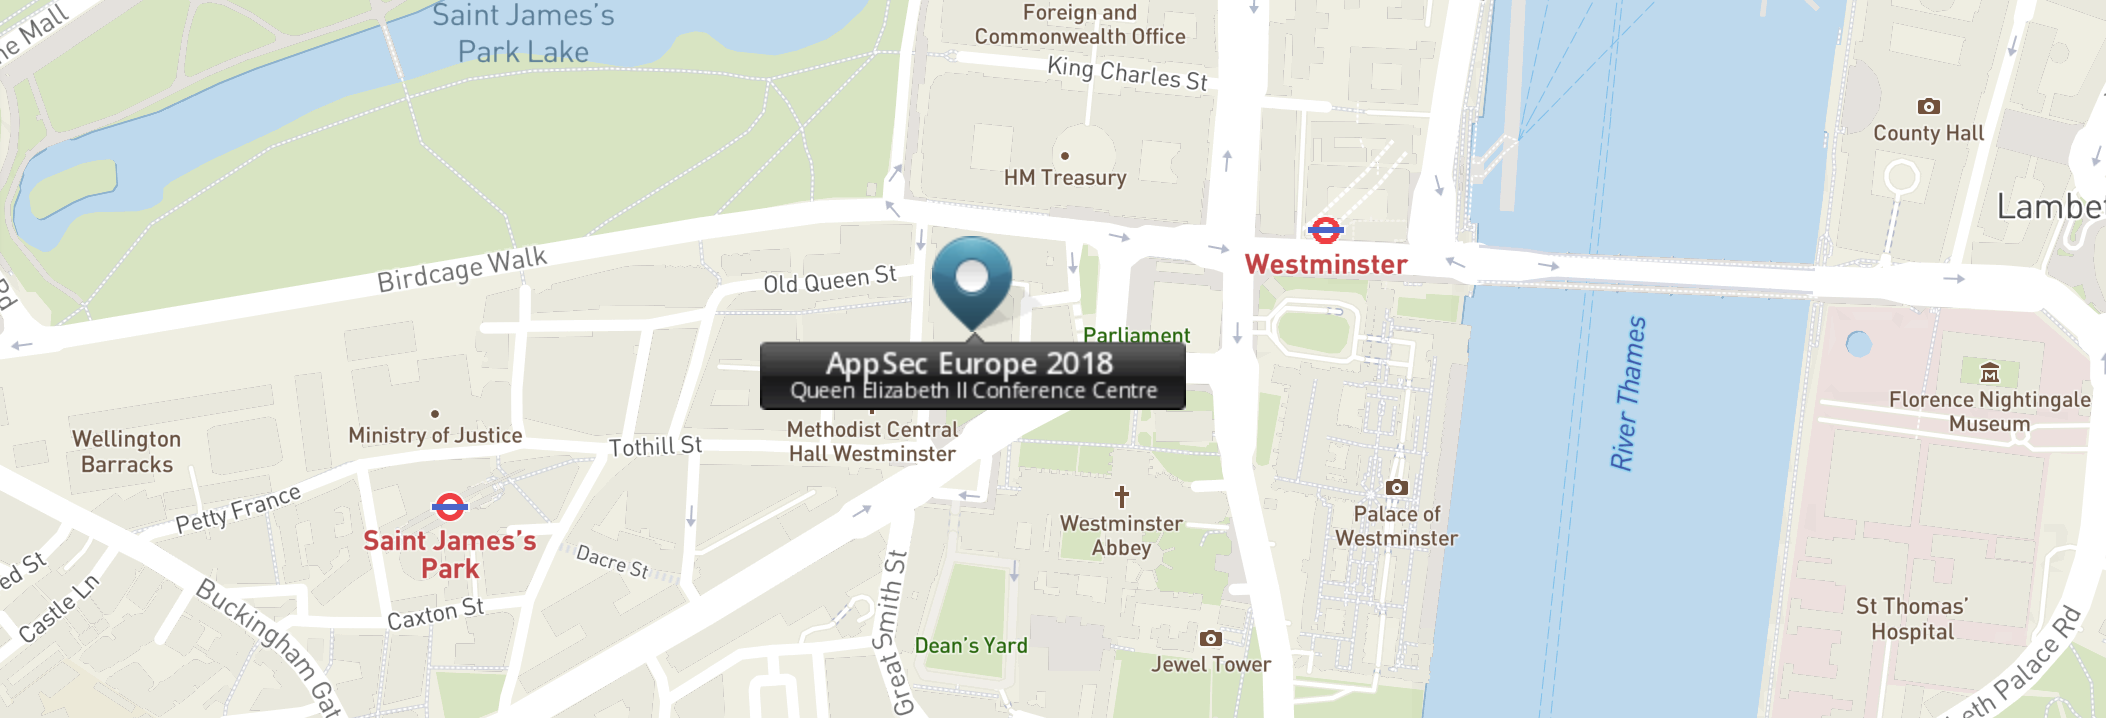 The Mall
Saint James's
Park Lake
Foreign and
Commonwealth Office
King Charles St
County Hall
HM Treasury
Westminster
Birdcage Walk
Old Queen St
Rd
Parliament
AppSec Europe 2018
Queen Elizabeth II Conference Centre
River Thames
Florence Nightingale
Museum
Wellington
Barracks
Ministry of Justice
Tothill St
Methodist Central
Hall Westminster
Petty France
Saint James's
Park
Dacre St
Westminster
Abbey
Palace of
Westminster
Castle Ln
Caxton St
Buckingham Gat
Great Smith St
Dean's Yard
Jewel Tower
St Thomas'
Hospital
eth Palace Rd